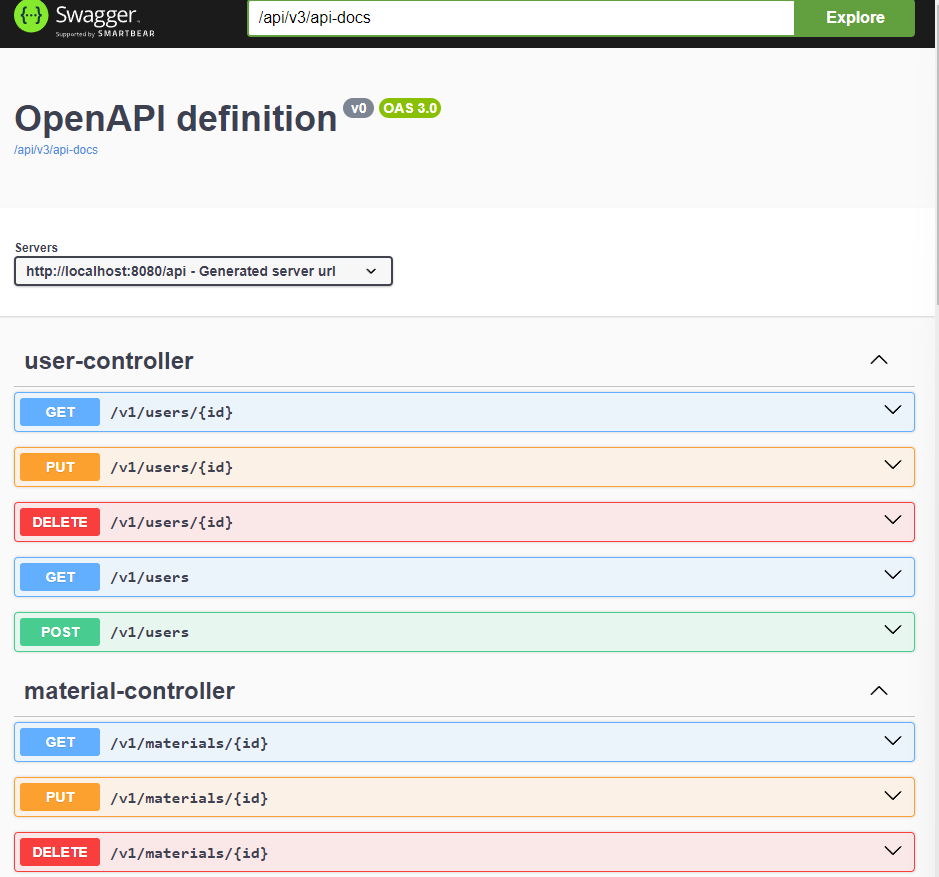 Swagger.
Supported by SMARTBEAR
/api/v3/api-docs
Explore
OpenAPI definition v0 OAS 3.0
/api/v3/api-docs
Servers
http://localhost:8080/api - Generated server url
user-controller
GET /v1/users/{id}
PUT /v1/users/{id}
DELETE /v1/users/{id}
GET /v1/users
POST /v1/users
material-controller
GET /v1/materials/{id}
PUT /v1/materials/{id}
DELETE /v1/materials/{id}